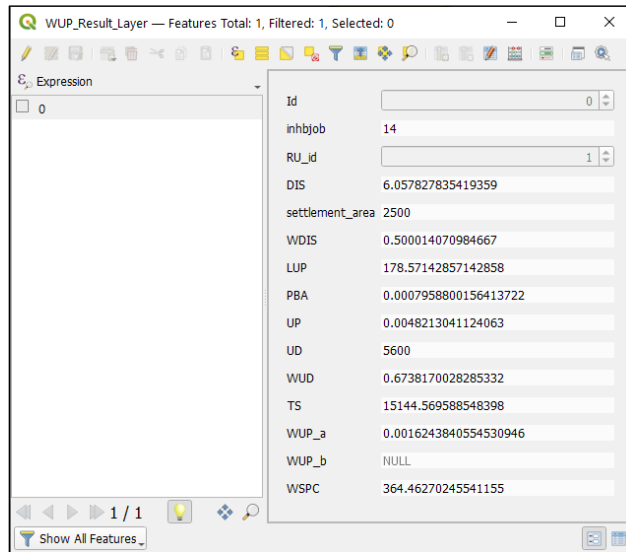 WUP_Result_Layer — Features Total: 1, Filtered: 1, Selected: 0
Expression
0
Id 0
inhbjob 14
RU_id 1
DIS 6.057827835419359
settlement_area 2500
WDIS 0.500014070984667
LUP 178.57142857142858
PBA 0.0007958800156413722
UP 0.0048213041124063
UD 5600
WUD 0.6738170028285332
TS 15144.569588548398
WUP_a 0.0016243840554530946
WUP_b NULL
WSPC 364.46270245541155
1 / 1
Show All Features